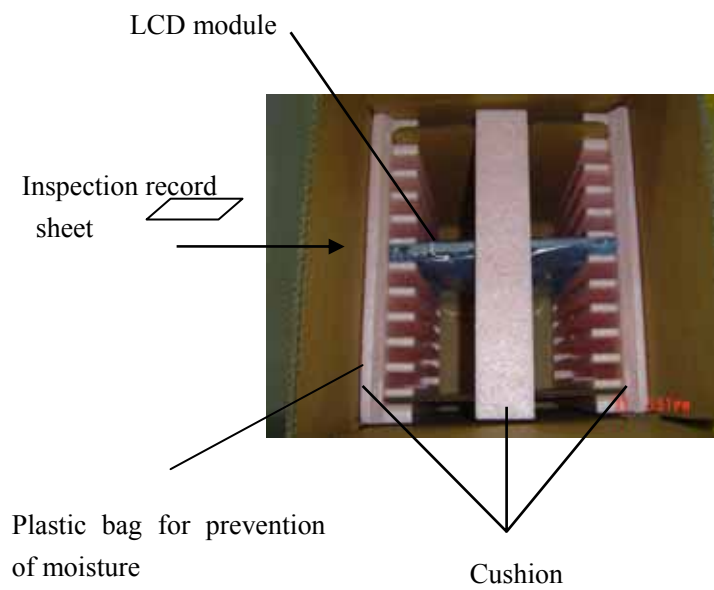 LCD module
Inspection record
sheet
Plastic bag for prevention
of moisture
Cushion